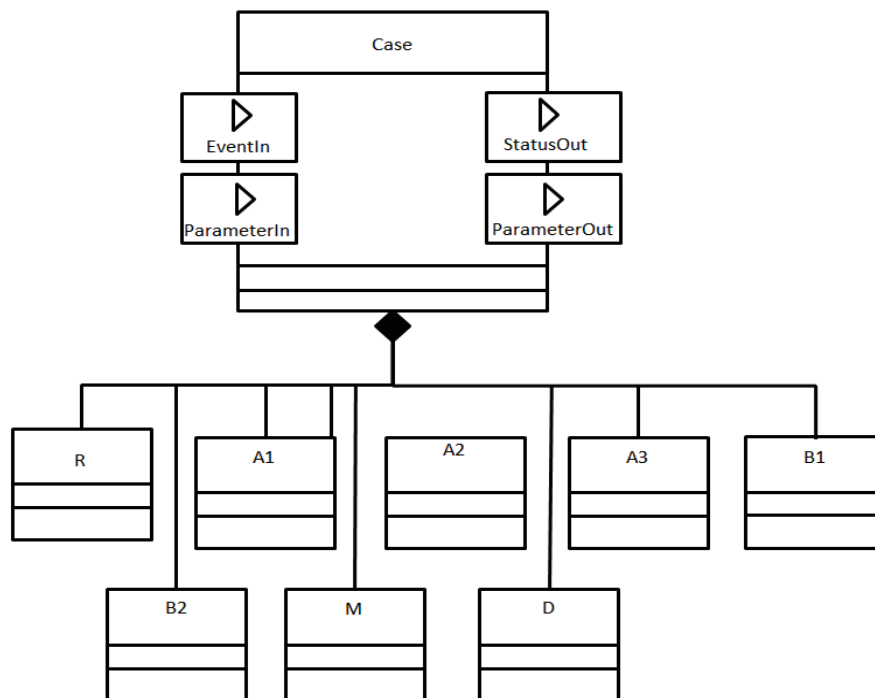 Case
EventIn
StatusOut
ParameterIn
ParameterOut
R
A1
A2
A3
B1
B2
M
D